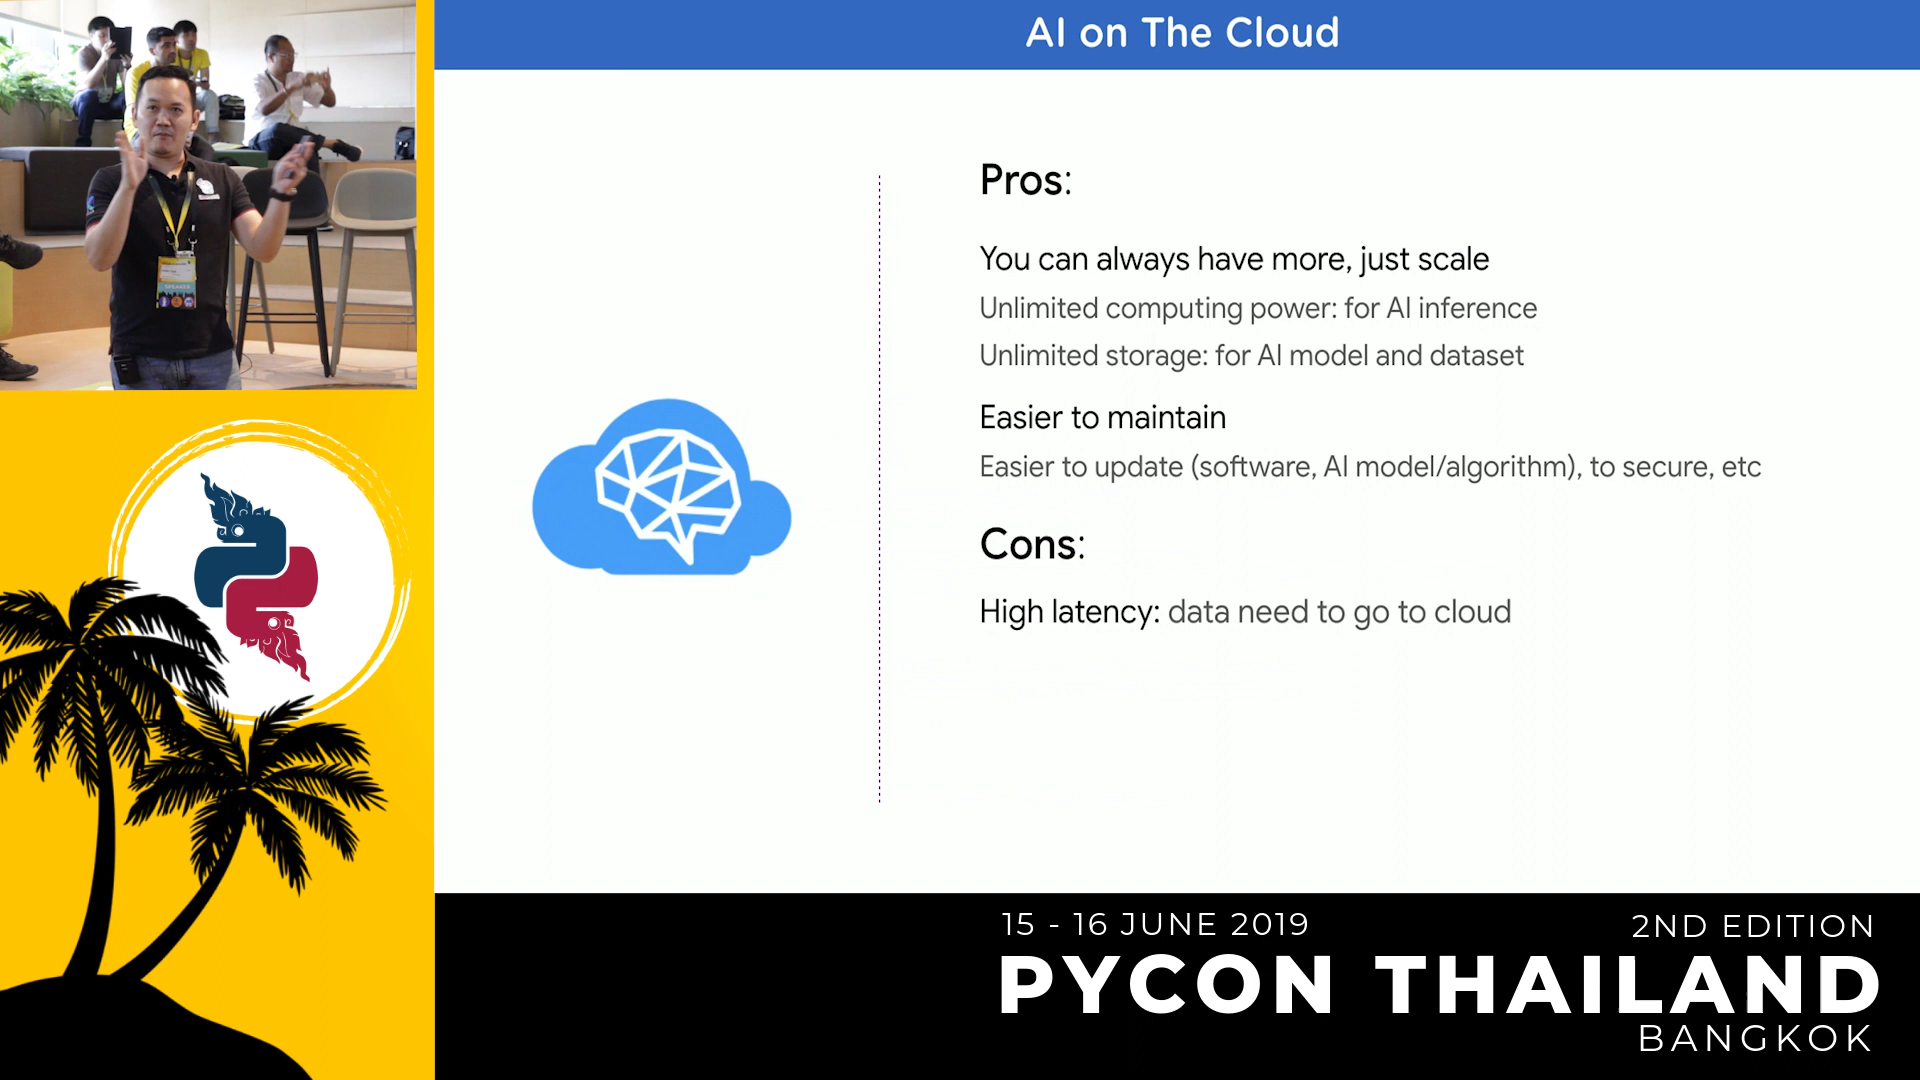 AI on The Cloud
Pros:
You can always have more, just scale
Unlimited computing power: for AI inference
Unlimited storage: for AI model and dataset
Easier to maintain
Easier to update (software, AI model/algorithm), to secure, etc
Cons:
High latency: data need to go to cloud
SPEAKER
15 - 16 JUNE 2019
2ND EDITION
PYCON THAILAND
BANGKOK